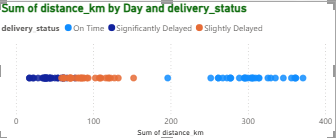 Sum of distance_km by Day and delivery_status
delivery_status On Time Significantly Delayed Slightly Delayed
0 100 200 300 400
Sum of distance_km